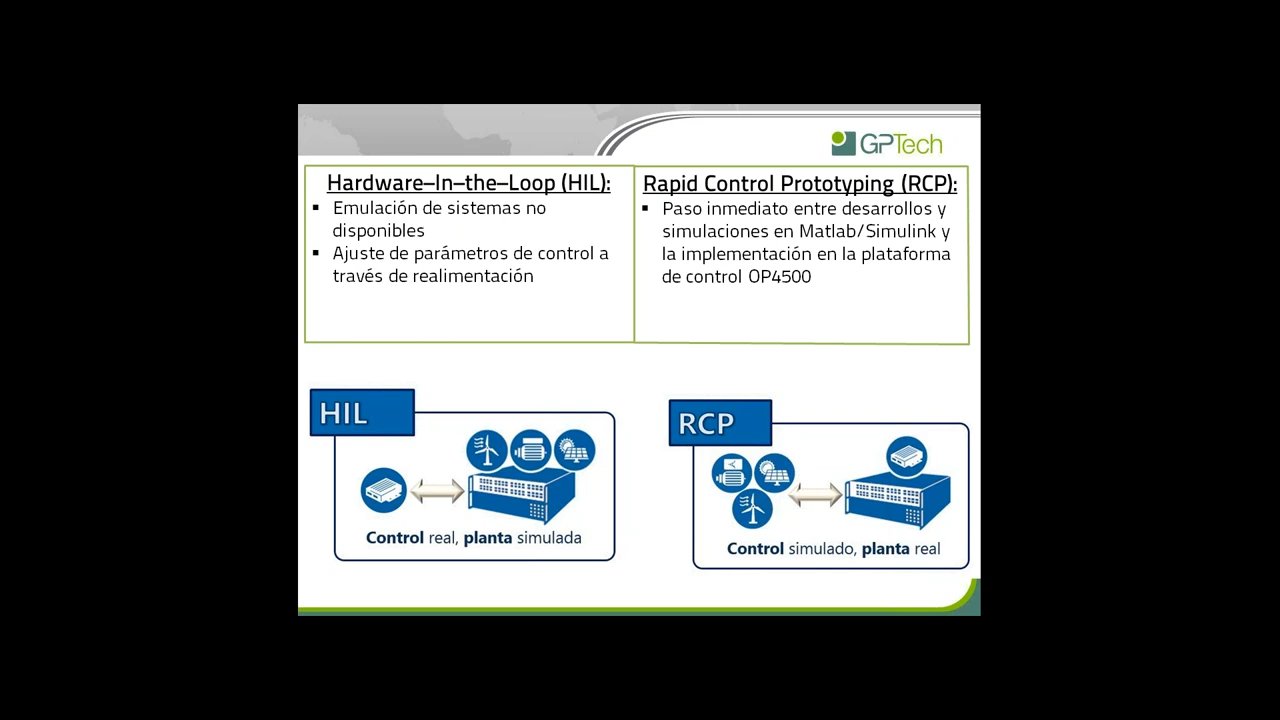 GPTech
Hardware–In–the–Loop (HIL):
▪ Emulación de sistemas no
disponibles
▪ Ajuste de parámetros de control a
través de realimentación
Rapid Control Prototyping (RCP):
▪ Paso inmediato entre desarrollos y
simulaciones en Matlab/Simulink y
la implementación en la plataforma
de control OP4500
HIL
Control real, planta simulada
RCP
Control simulado, planta real